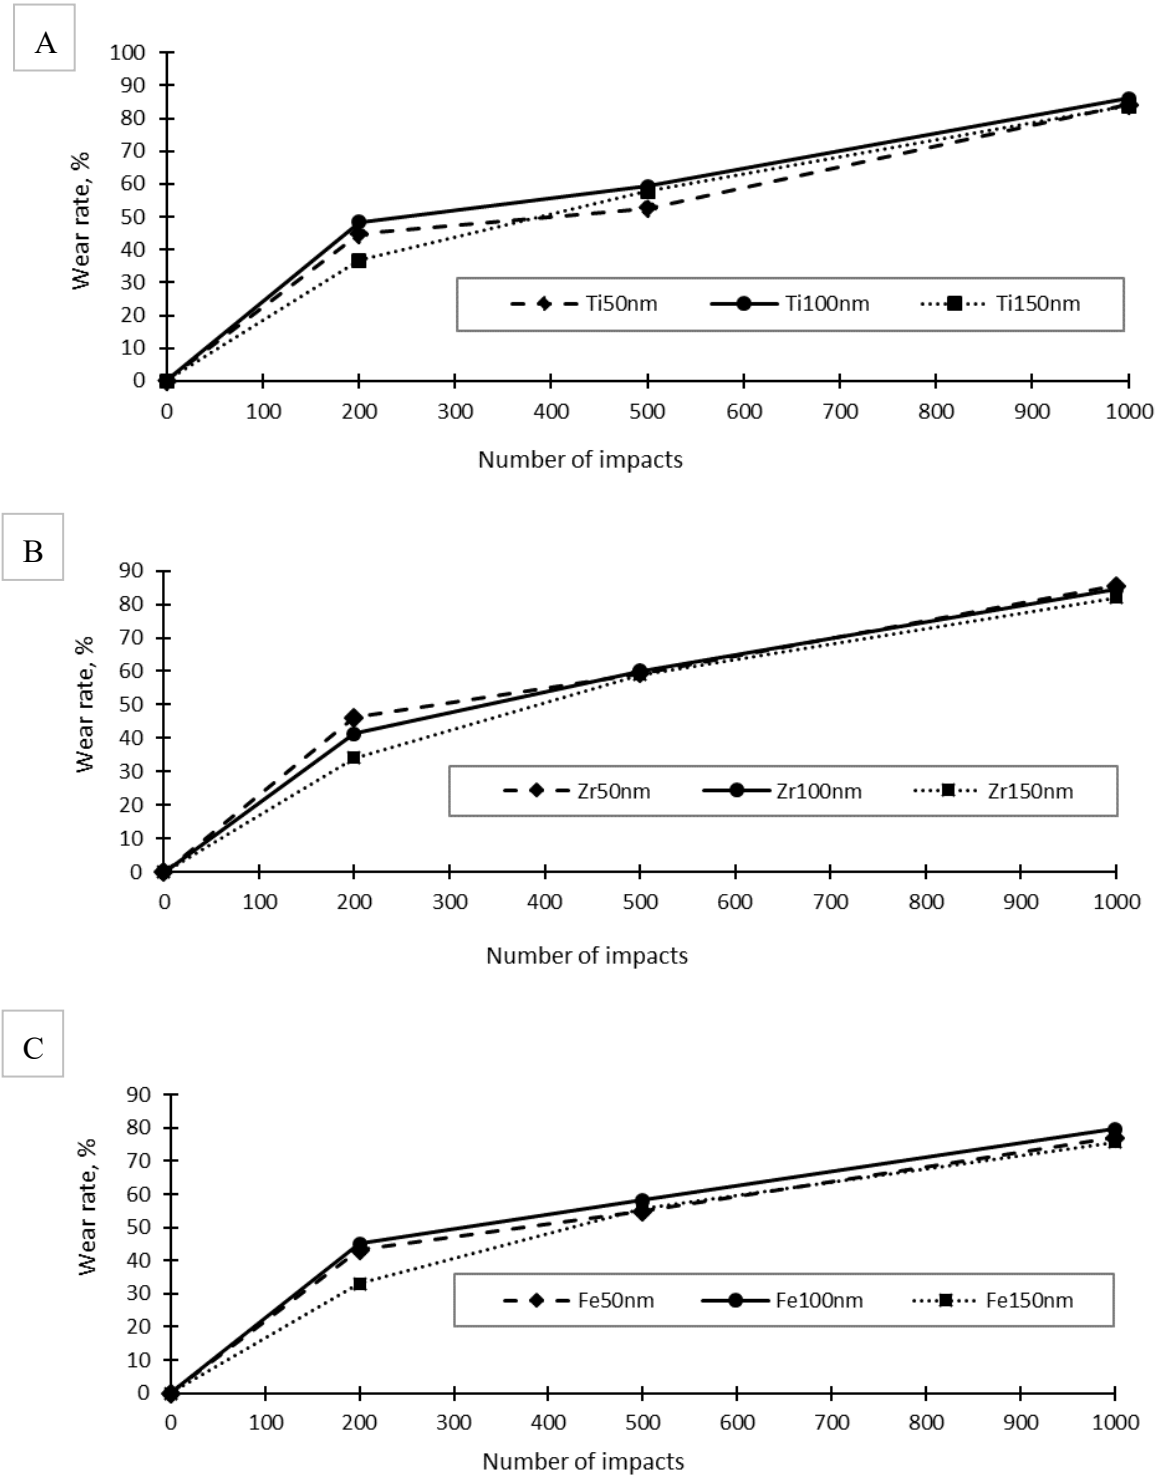 A
100
90
80
70
60
50
40
30
20
10
0
Wear rate, %
Ti50nm Ti100nm Ti150nm
0 100 200 300 400 500 600 700 800 900 1000
Number of impacts
B
90
80
70
60
50
40
30
20
10
0
Wear rate, %
Zr50nm Zr100nm Zr150nm
0 100 200 300 400 500 600 700 800 900 1000
Number of impacts
C
90
80
70
60
50
40
30
20
10
0
Wear rate, %
Fe50nm Fe100nm Fe150nm
0 100 200 300 400 500 600 700 800 900 1000
Number of impacts